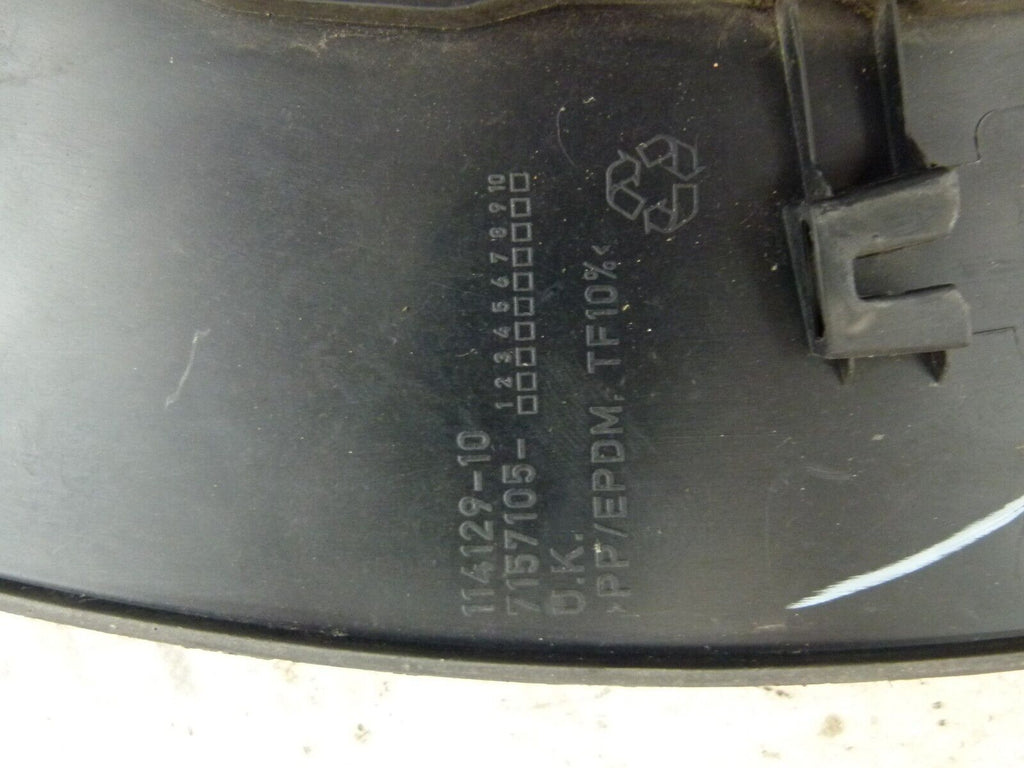 114129-10
1 2 3 4 5 6 7 8 9 10
7157105-
U.K.
>PP/EPDM. TF10%<